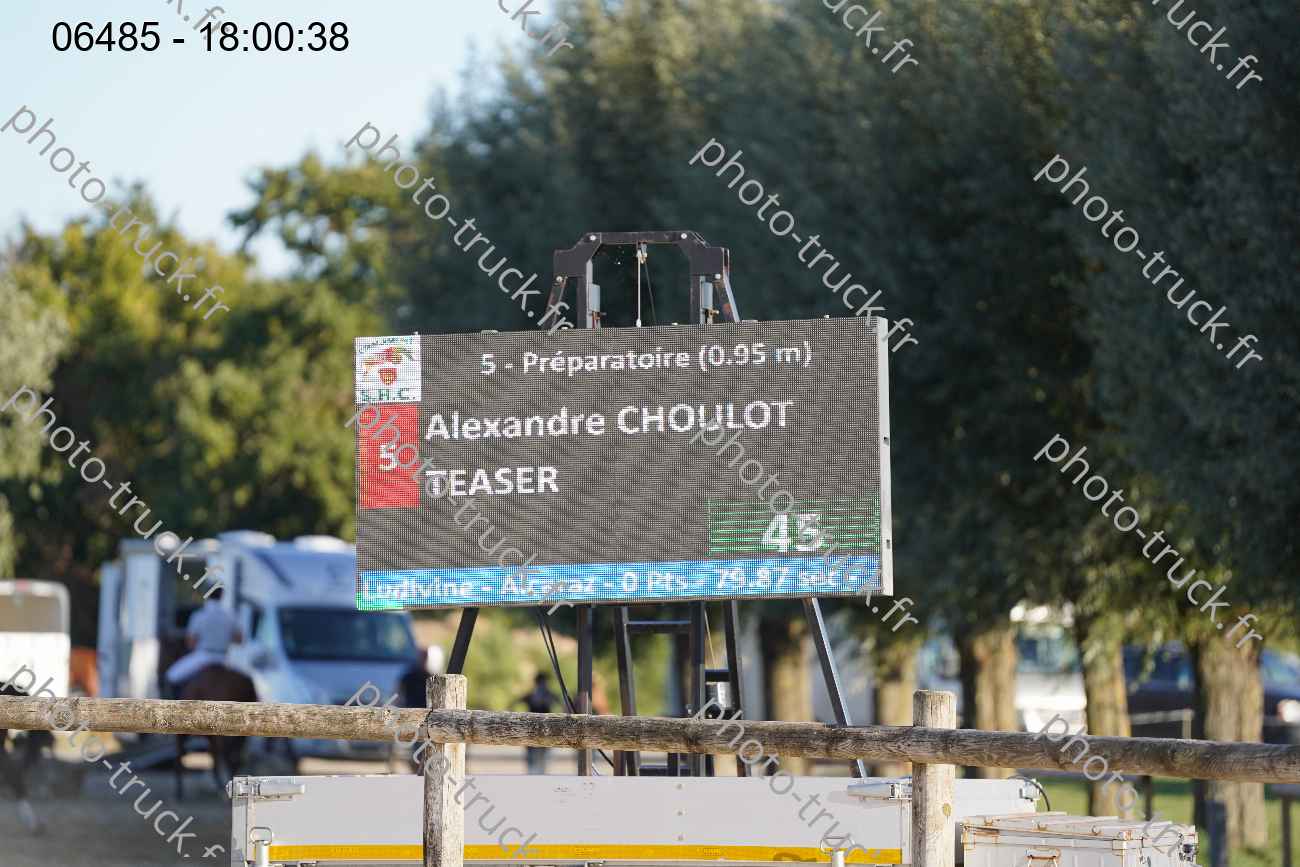 06485 - 18:00:38
5 - Préparatoire (0.95 m)
S.H.C.
Alexandre CHOULOT
5
TEASER
45
Ludivine - Alcaraz - 0 Pts - 79.87 sec -
photo-truck.fr